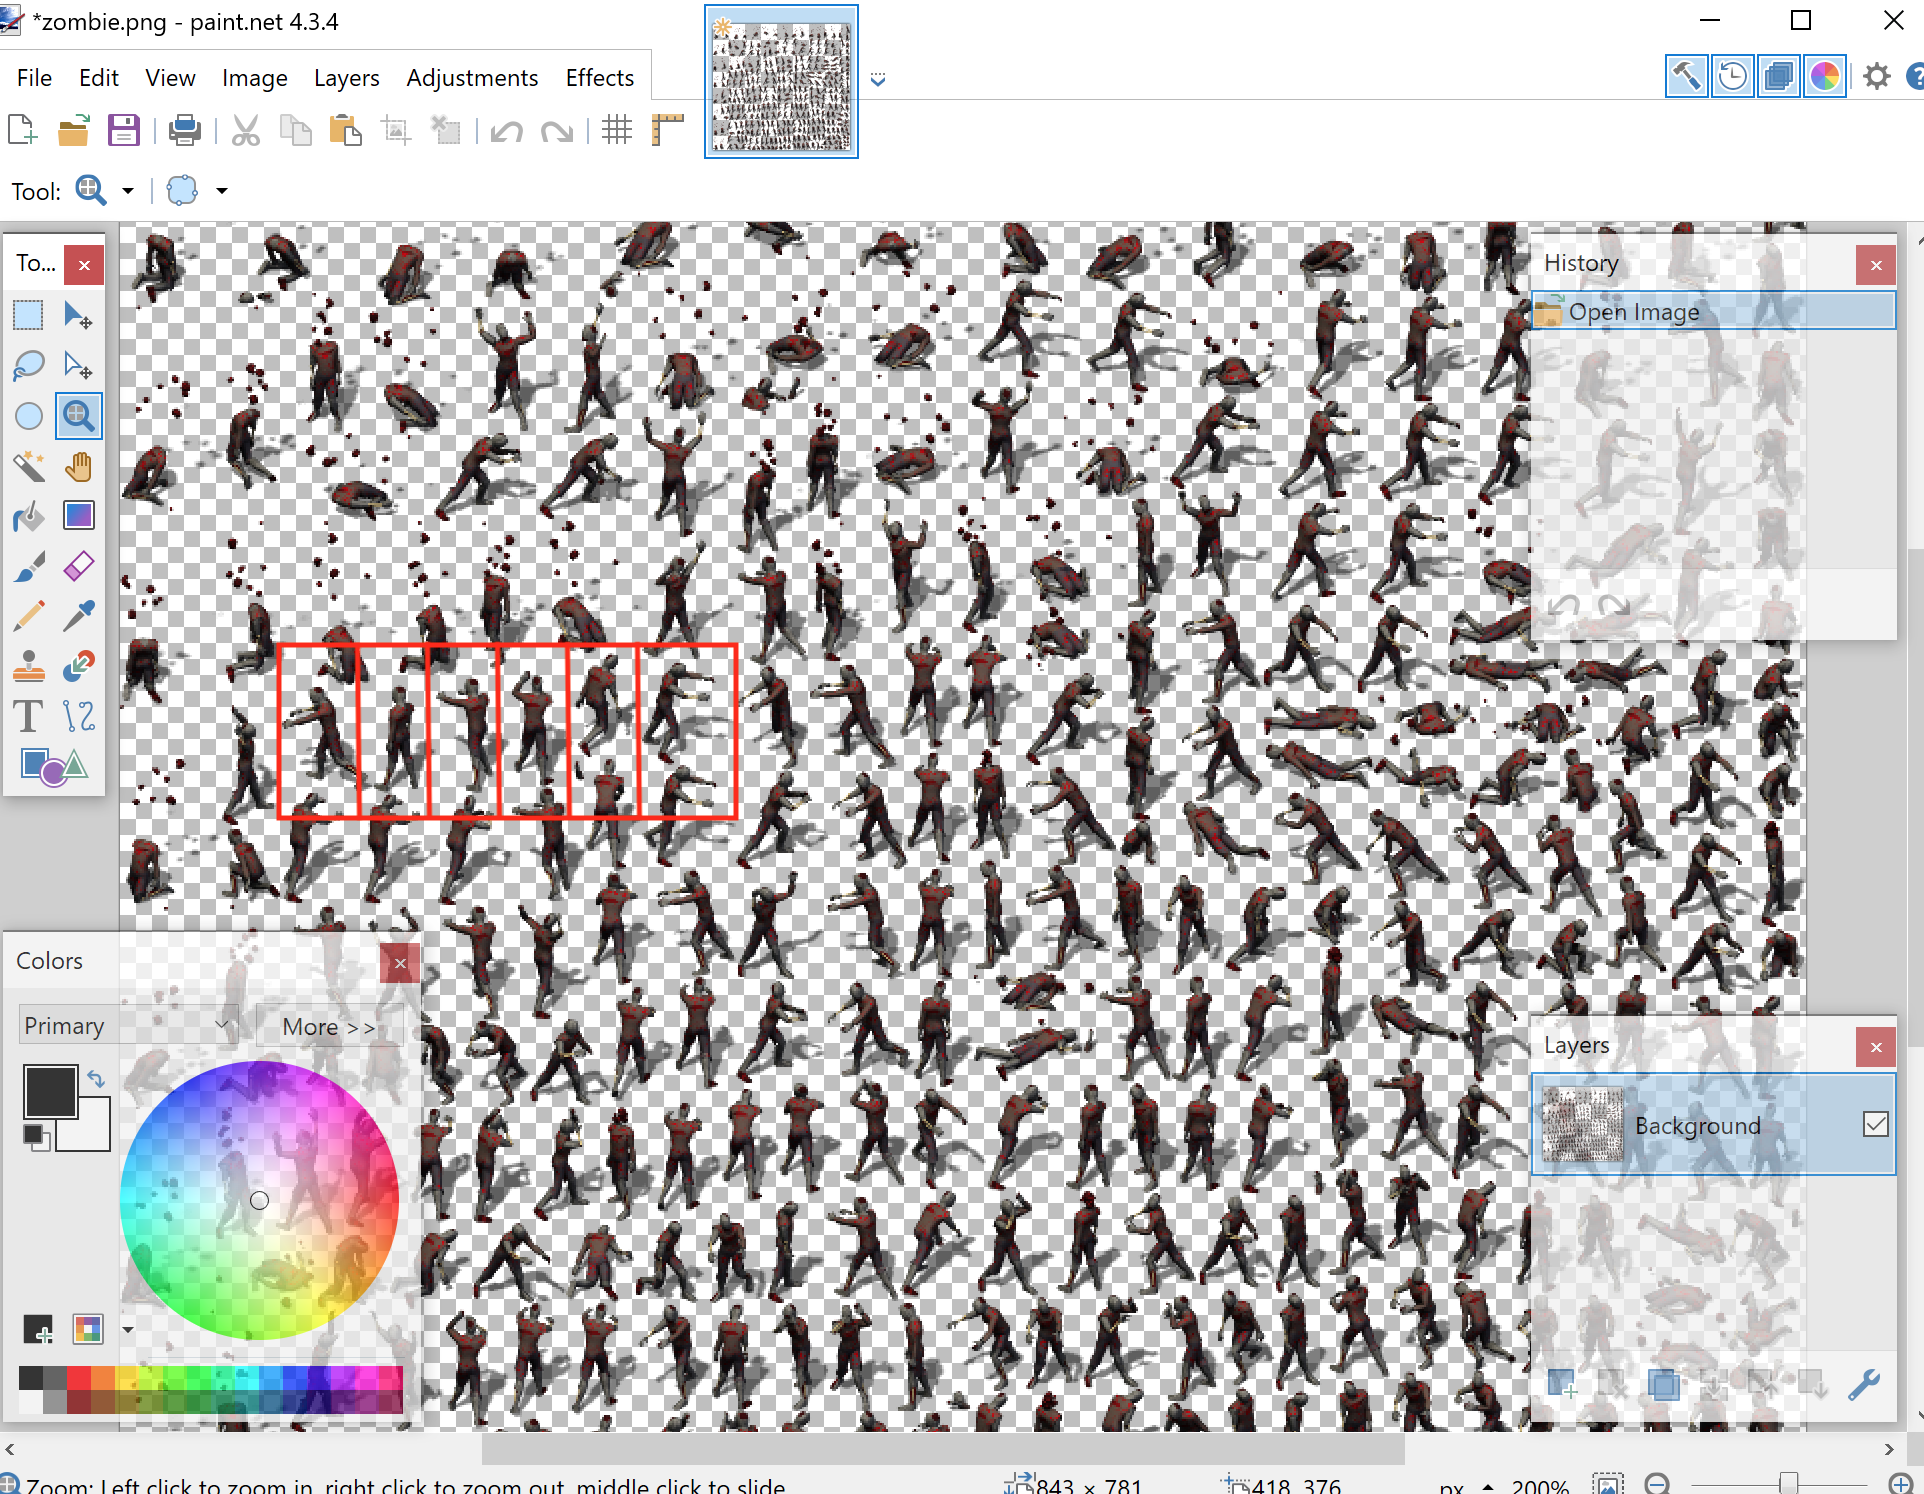 *zombie.png - paint.net 4.3.4
File Edit View Image Layers Adjustments Effects
Tool:
To...
History
Open Image
Colors
Primary
More >>
Layers
Background
Zoom: Left click to zoom in, right click to zoom out, middle click to slide.
843 × 781
418, 376
px
200%